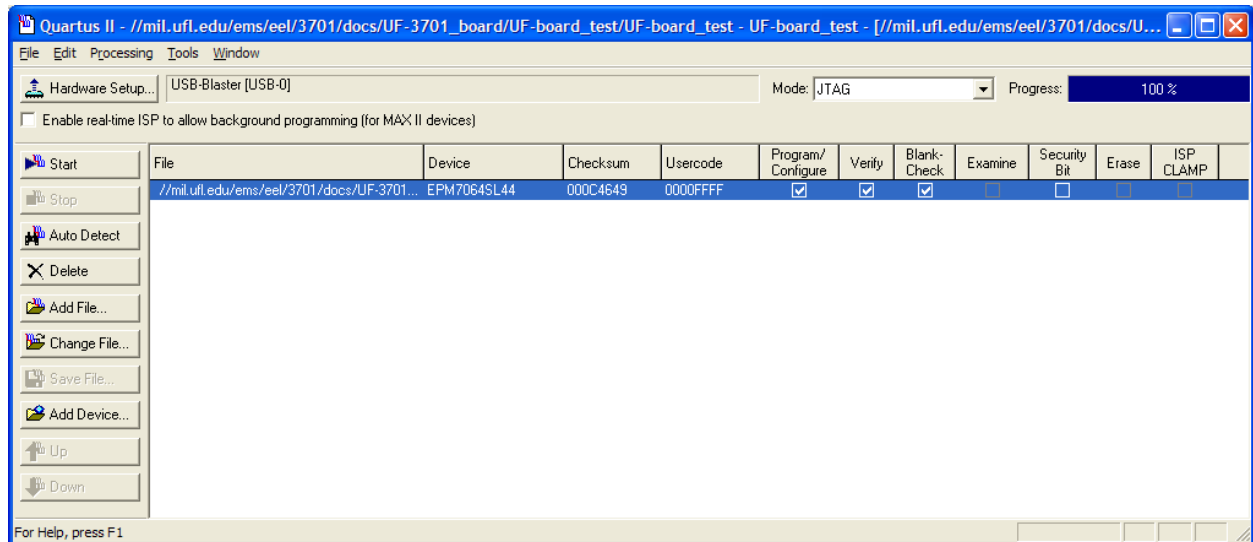 Quartus II - //mil.ufl.edu/ems/eel/3701/docs/UF-3701_board/UF-board_test/UF-board_test - UF-board_test - [//mil.ufl.edu/ems/eel/3701/docs/U...
File Edit Processing Tools Window
Hardware Setup... USB-Blaster [USB-0] Mode: JTAG Progress: 100 %
Enable real-time ISP to allow background programming (for MAX II devices)
Start
Stop
Auto Detect
Delete
Add File...
Change File...
Save File...
Add Device...
Up
Down
File Device Checksum Usercode Program/ Configure Verify Blank- Check Examine Security Bit Erase ISP CLAMP
//mil.ufl.edu/ems/eel/3701/docs/UF-3701... EPM7064SL44 000C4649 0000FFFF
For Help, press F1